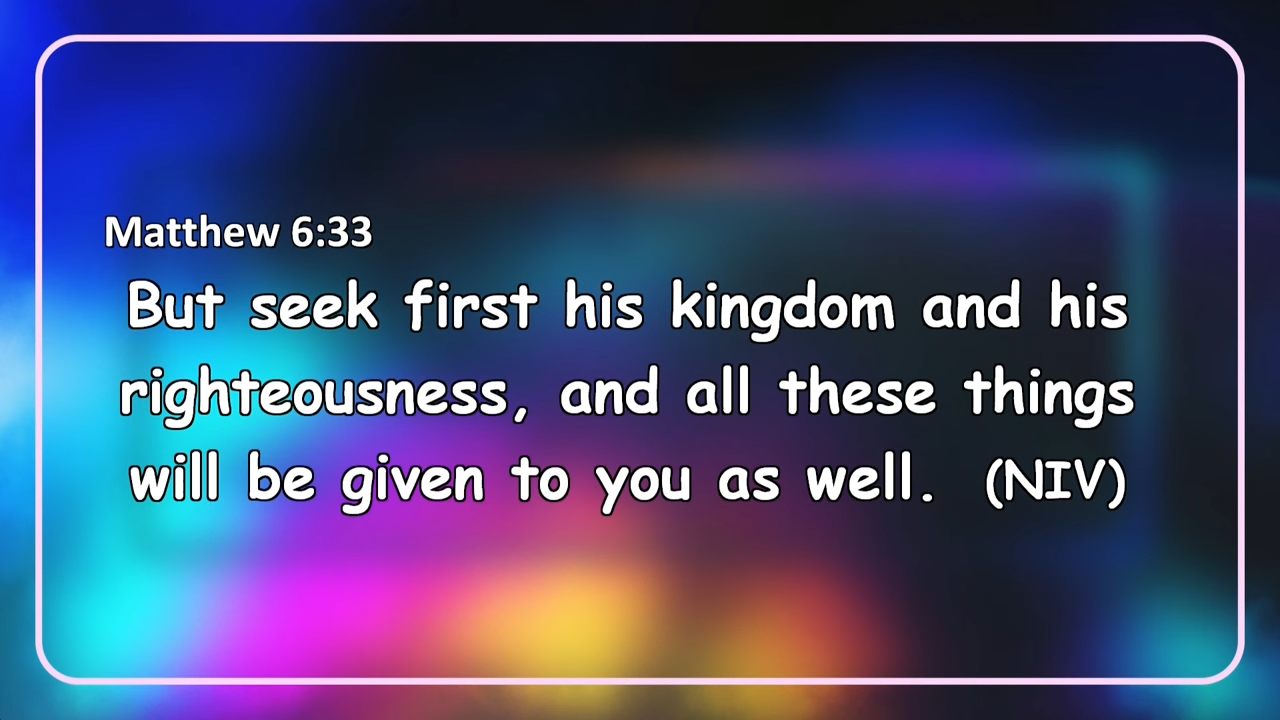 Matthew 6:33
But seek first his kingdom and his
righteousness, and all these things
will be given to you as well. (NIV)